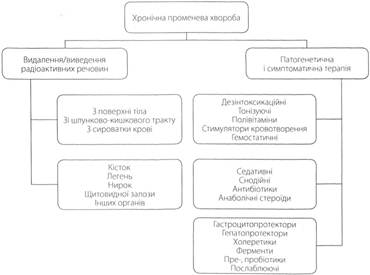 Хронічна променева хвороба
Видалення/виведення
радіоактивних речовин
Патогенетична
і симптоматична терапія
З поверхні тіла
Зі шлунково-кишкового тракту
З сироватки крові
Дезінтоксикаційні
Тонізуючі
Полівітаміни
Стимулятори кровотворення
Гемостатичні
Кісток
Легень
Нирок
Щитовидної залози
Інших органів
Седативні
Снодійні
Антибіотики
Анаболічні стероїди
Гастроцитопротектори
Гепатопротектори
Холеретики
Ферменти
Пре-, пробіотики
Послаблюючі